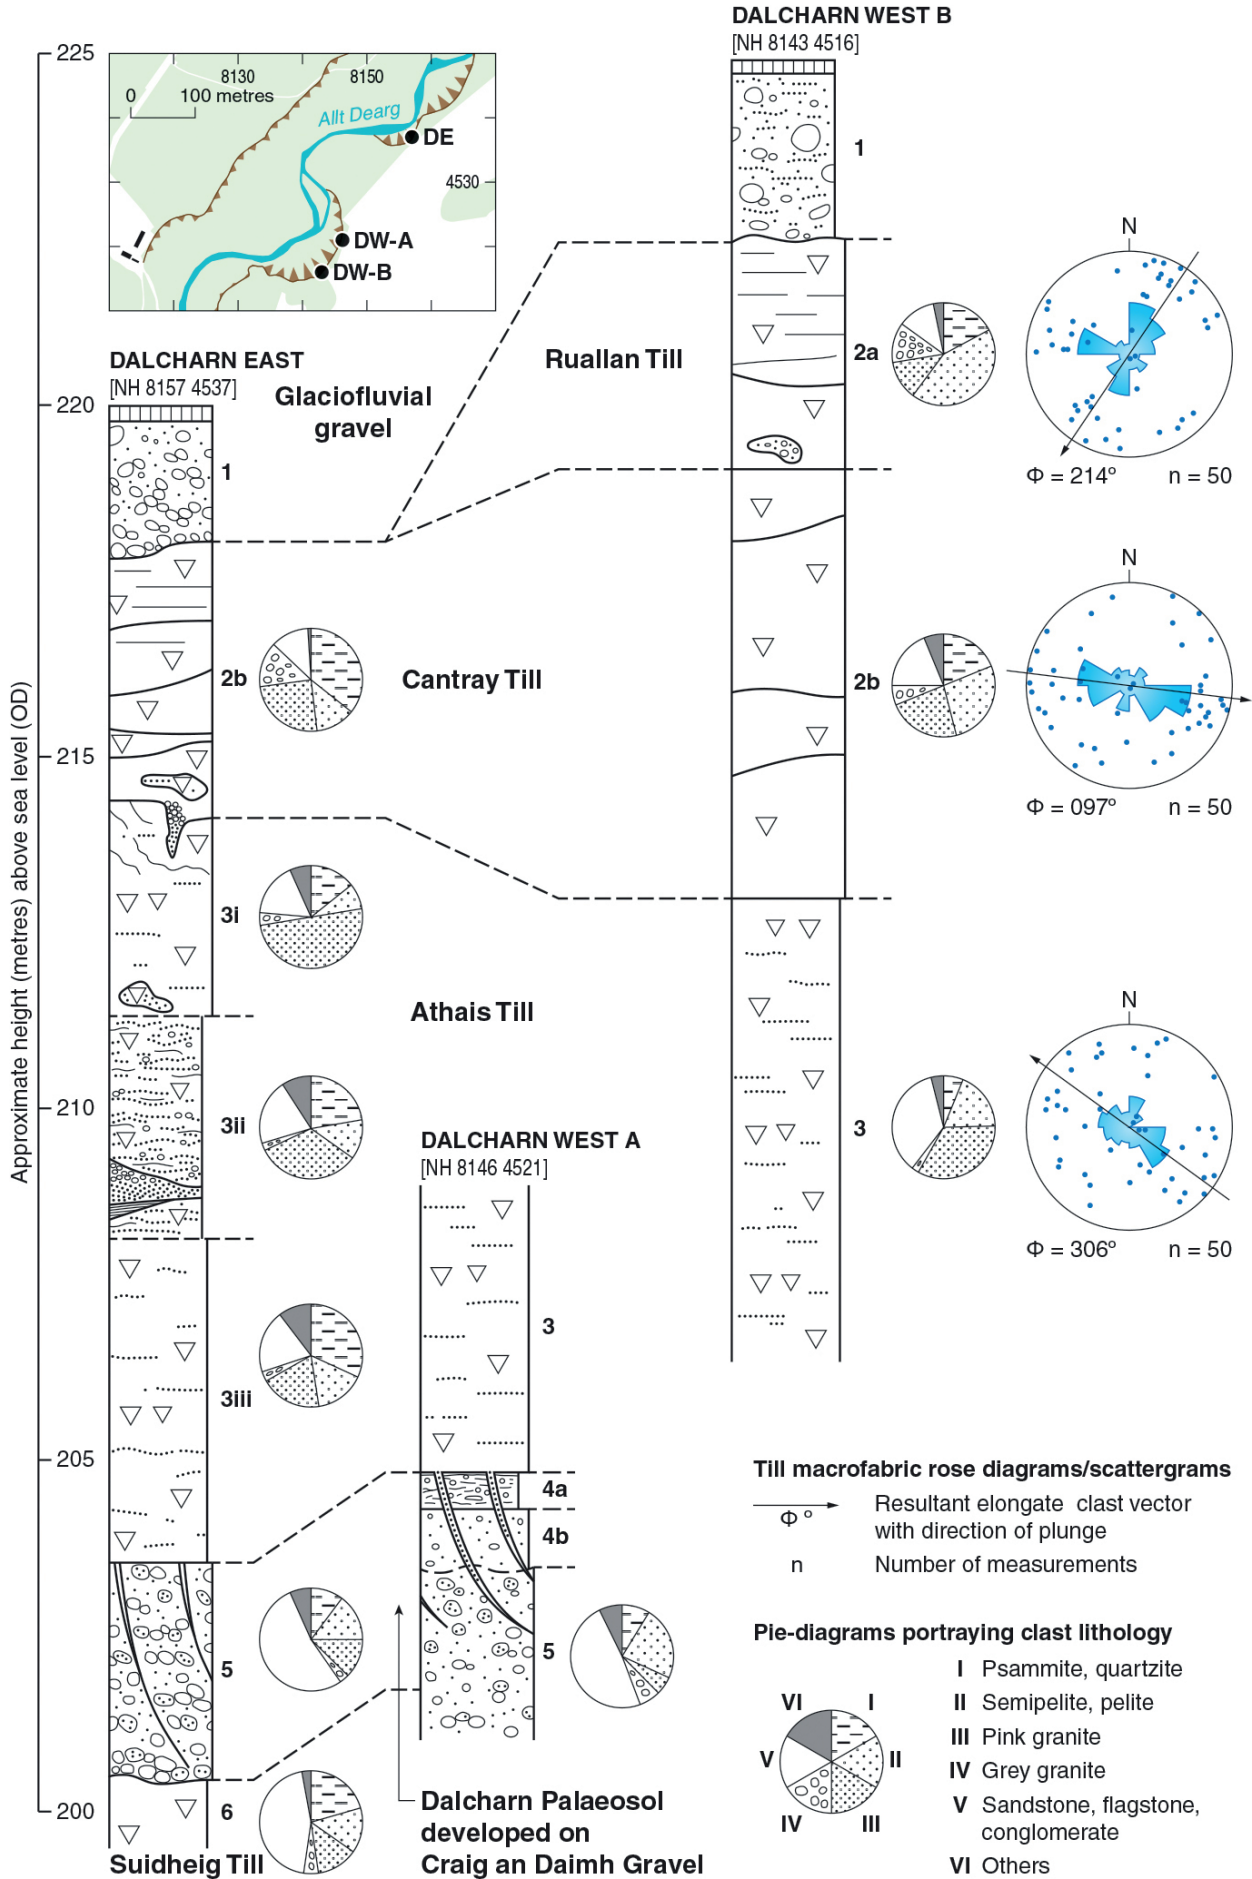 DALCHARN WEST B
[NH 8143 4516]
225
8130
8150
0
100 metres
Allt Dearg
DE
4530
DW-A
DW-B
1
N
DALCHARN EAST
[NH 8157 4537]
Glaciofluvial
gravel
Ruallan Till
2a
220
Φ = 214º
n = 50
1
N
Cantray Till
2b
2b
215
Φ = 097º
n = 50
Approximate height (metres) above sea level (OD)
3i
Athais Till
N
210
3ii
3
DALCHARN WEST A
[NH 8146 4521]
Φ = 306º
n = 50
3
3iii
205
4a
4b
Till macrofabric rose diagrams/scattergrams
Φ º
Resultant elongate clast vector
with direction of plunge
n
Number of measurements
5
5
Pie-diagrams portraying clast lithology
I
II
III
IV
V
VI
I Psammite, quartzite
II Semipelite, pelite
III Pink granite
IV Grey granite
V Sandstone, flagstone,
conglomerate
VI Others
200
6
Suidheig Till
Dalcharn Palaeosol
developed on
Craig an Daimh Gravel